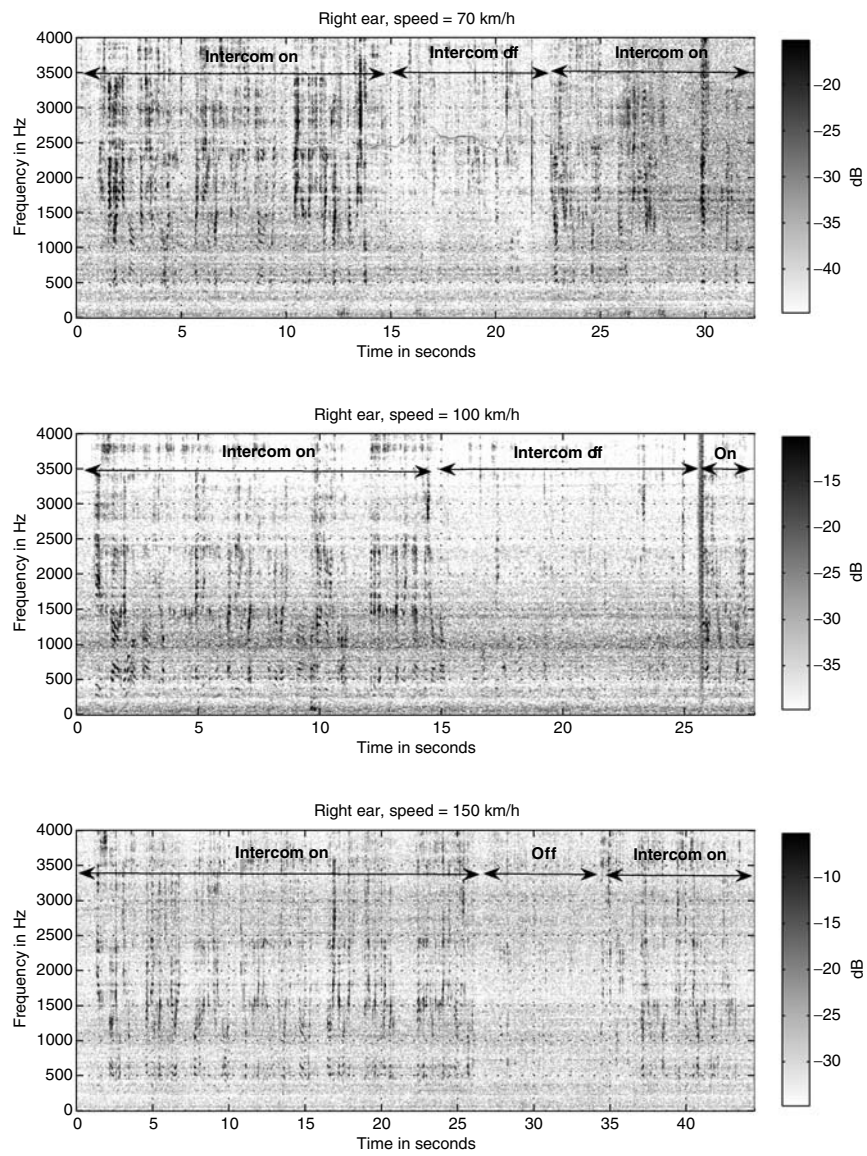 Right ear, speed = 70 km/h
4000
3500
3000
2500
2000
1500
1000
500
0
Frequency in Hz
Intercom on
Intercom df
Intercom on
0 5 10 15 20 25 30
Time in seconds
−20
−25
−30
−35
−40
dB
Right ear, speed = 100 km/h
4000
3500
3000
2500
2000
1500
1000
500
0
Frequency in Hz
Intercom on
Intercom df
On
0 5 10 15 20 25
Time in seconds
−15
−20
−25
−30
−35
dB
Right ear, speed = 150 km/h
4000
3500
3000
2500
2000
1500
1000
500
0
Frequency in Hz
Intercom on
Off
Intercom on
0 5 10 15 20 25 30 35 40
Time in seconds
−10
−15
−20
−25
−30
dB